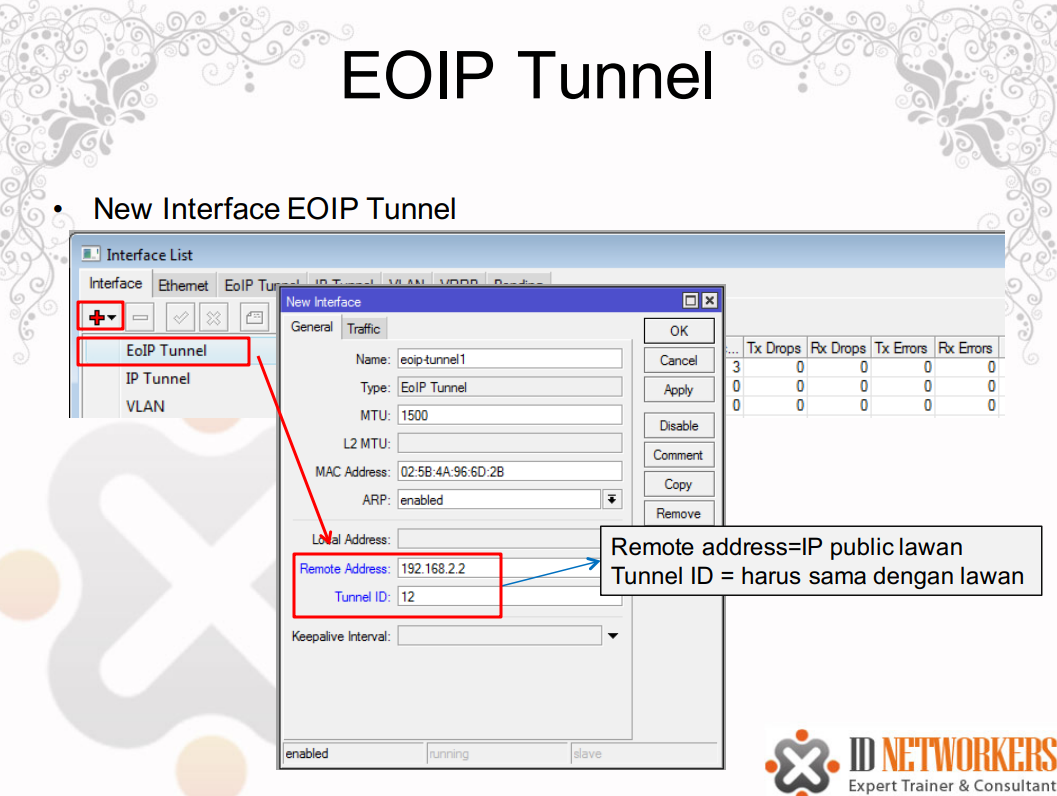 EOIP Tunnel
• New Interface EOIP Tunnel
Interface List
Interface Ethernet EoIP Tunnel IP Tunnel VLAN VRRP Bonding
EoIP Tunnel
IP Tunnel
VLAN
New Interface
General Traffic
Name: eoip-tunnel1
Type: EoIP Tunnel
MTU: 1500
L2 MTU:
MAC Address: 02:5B:4A:96:6D:2B
ARP: enabled
Local Address:
Remote Address: 192.168.2.2
Tunnel ID: 12
Keepalive Interval:
enabled running slave
OK
Cancel
Apply
Disable
Comment
Copy
Remove
... Tx Drops Rx Drops Tx Errors Rx Errors
3 0 0 0 0
0 0 0 0 0
0 0 0 0 0
Remote address=IP public lawan
Tunnel ID = harus sama dengan lawan
ID NETWORKERS
Expert Trainer & Consultant